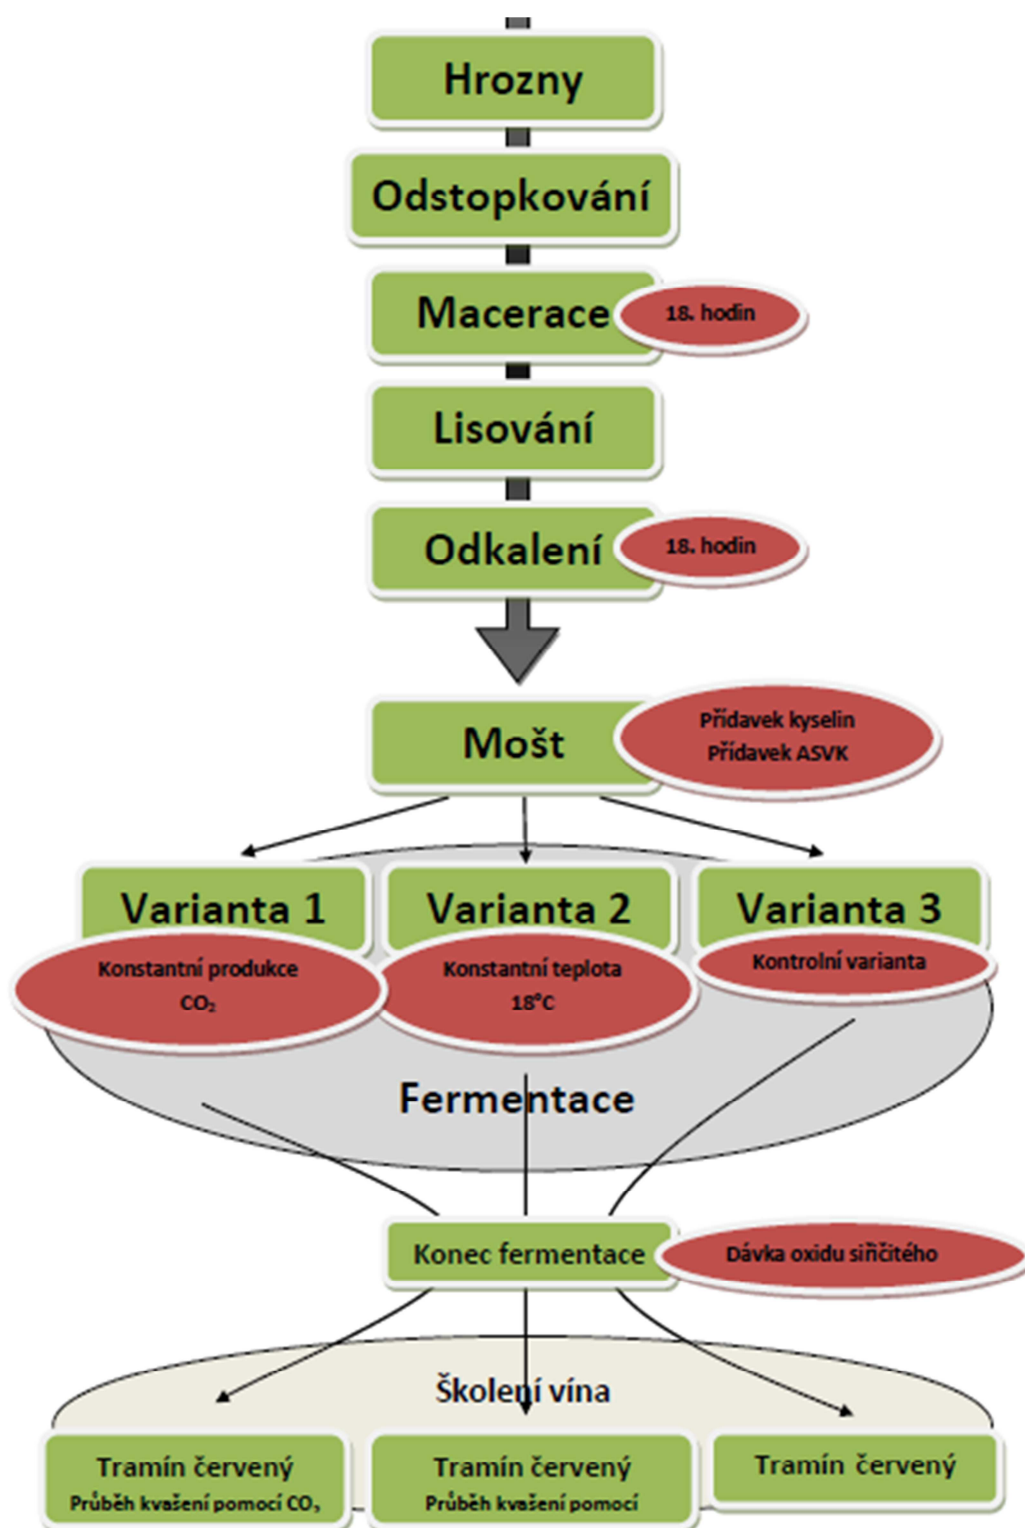 Hrozny
Odstopkování
Macerace
18. hodin
Lisování
Odkalení
18. hodin
Mošt
Přídavek kyselin
Přídavek ASVK
Varianta 1
Varianta 2
Varianta 3
Konstantní produkce
CO₂
Konstantní teplota
18°C
Kontrolní varianta
Fermentace
Konec fermentace
Dávka oxidu siřičitého
Školení vína
Tramín červený
Průběh kvašení pomocí CO₂
Tramín červený
Průběh kvašení pomocí
Tramín červený